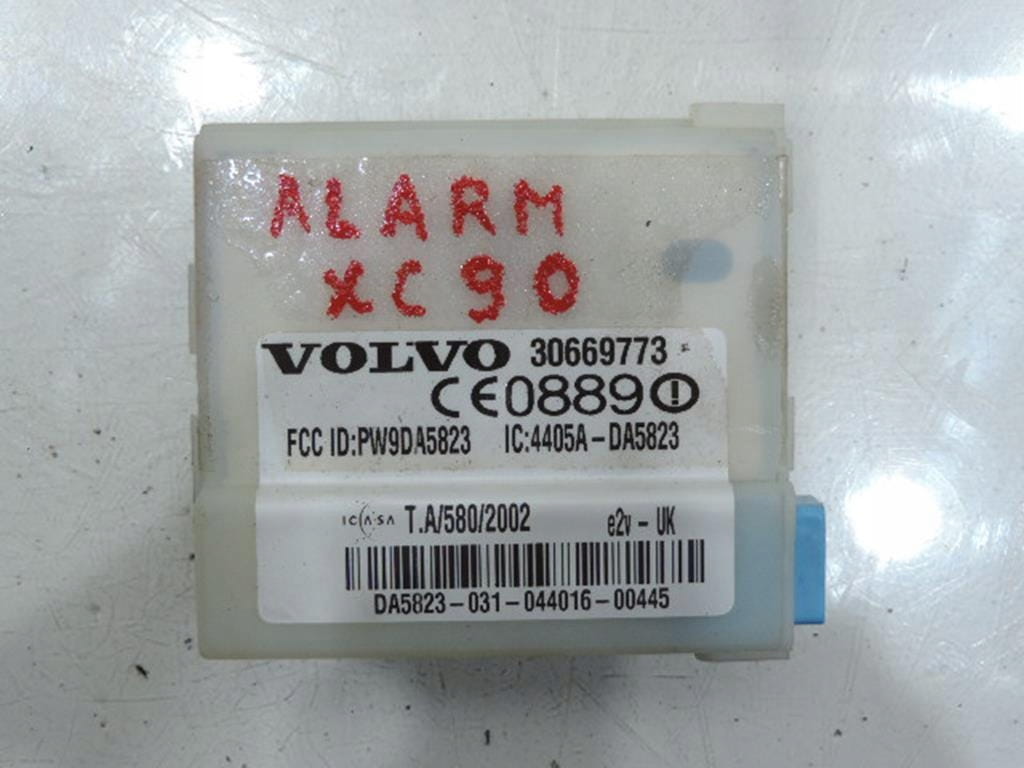 ALARM
XC90
VOLVO 30669773
CE0889
FCC ID:PW9DA5823 IC:4405A-DA5823
ICASA T.A/580/2002 e2v - UK
DA5823-031-044016-00445